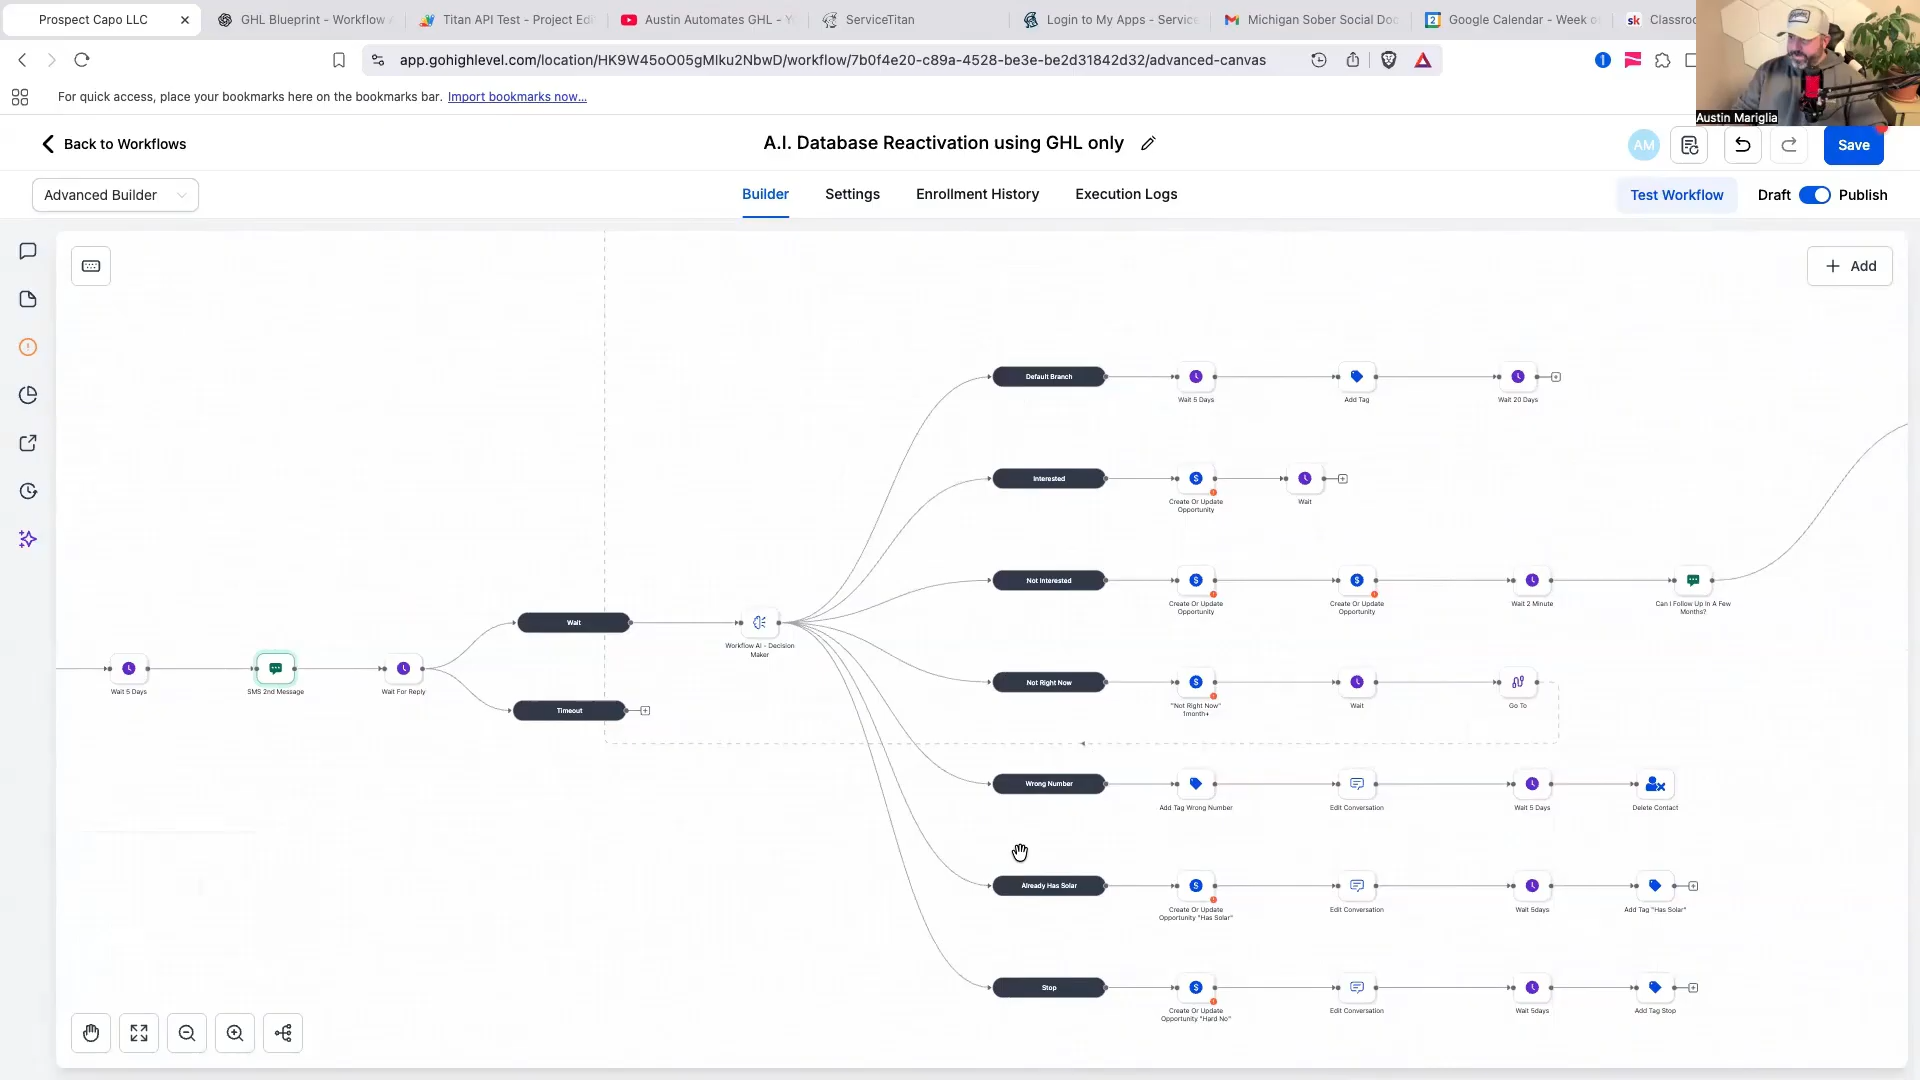 Prospect Capo LLC
GHL Blueprint - Workflow A
Titan API Test - Project Edi
Austin Automates GHL - Y
ServiceTitan
Login to My Apps - Service
Michigan Sober Social Doc
Google Calendar - Week o
sk Classroo
app.gohighlevel.com/location/HK9W45oO05gMIku2NbwD/workflow/7b0f4e20-c89a-4528-be3e-be2d31842d32/advanced-canvas
For quick access, place your bookmarks here on the bookmarks bar. Import bookmarks now...
Austin Mariglia
Back to Workflows
A.I. Database Reactivation using GHL only
AM
Save
Advanced Builder
Builder
Settings
Enrollment History
Execution Logs
Test Workflow
Draft
Publish
Add
Default Branch
Wait 5 Days
Add Tag
Wait 20 Days
Interested
Create Or Update
Opportunity
Wait
Not Interested
Create Or Update
Opportunity
Create Or Update
Opportunity
Wait 2 Minute
Can I Follow Up In A Few
Months?
Wait
Workflow AI - Decision
Maker
Wait 5 Days
SMS 2nd Message
Wait For Reply
Timeout
Not Right Now
"Not Right Now"
1month+
Wait
Go To
Wrong Number
Add Tag Wrong Number
Edit Conversation
Wait 5 Days
Delete Contact
Already Has Solar
Create Or Update
Opportunity "Has Solar"
Edit Conversation
Wait 5days
Add Tag "Has Solar"
Stop
Create Or Update
Opportunity "Hard No"
Edit Conversation
Wait 5days
Add Tag Stop